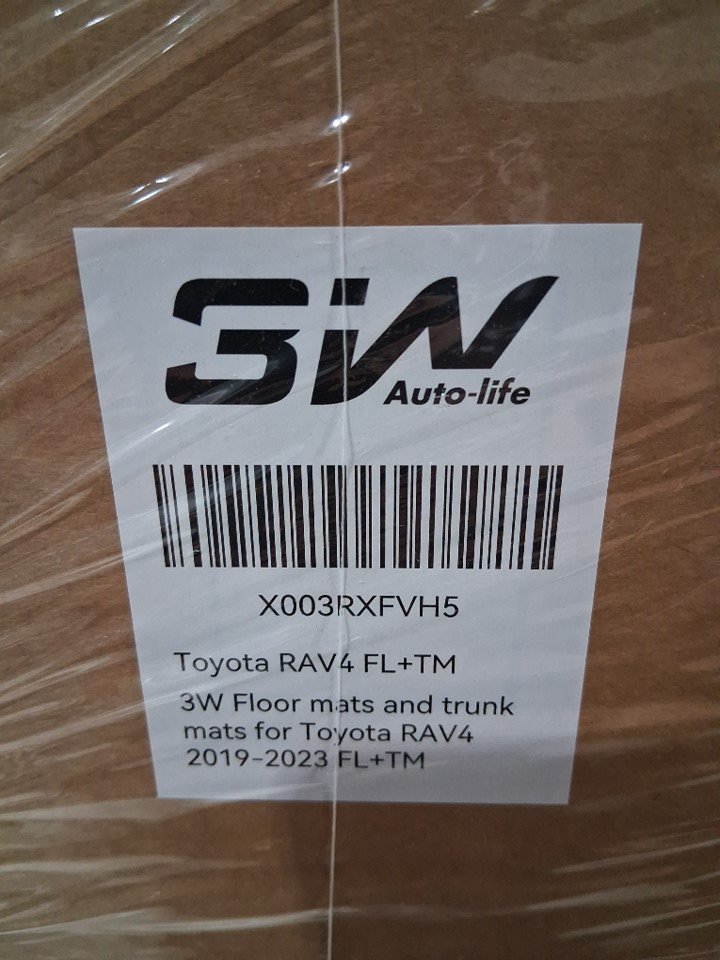 3W
Auto-life
X003RXFVH5
Toyota RAV4 FL+TM
3W Floor mats and trunk
mats for Toyota RAV4
2019-2023 FL+TM